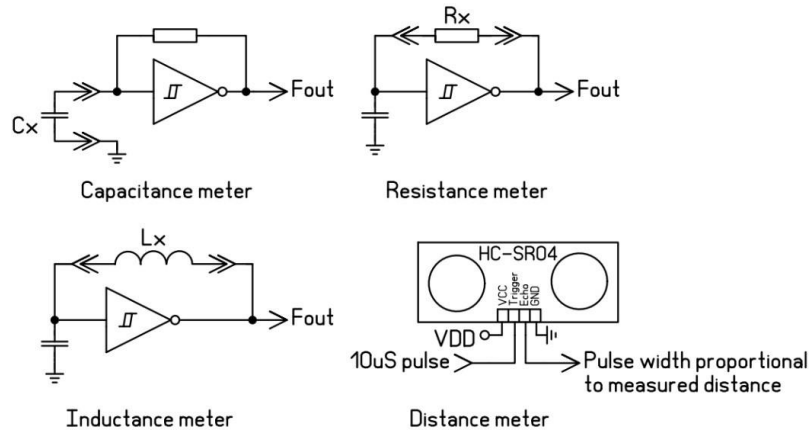 Rx
Fout
Fout
Cx
Capacitance meter
Resistance meter
Lx
HC-SR04
VCC
Trigger
Echo
GND
Fout
VDD
10uS pulse
Pulse width proportional
to measured distance
Inductance meter
Distance meter